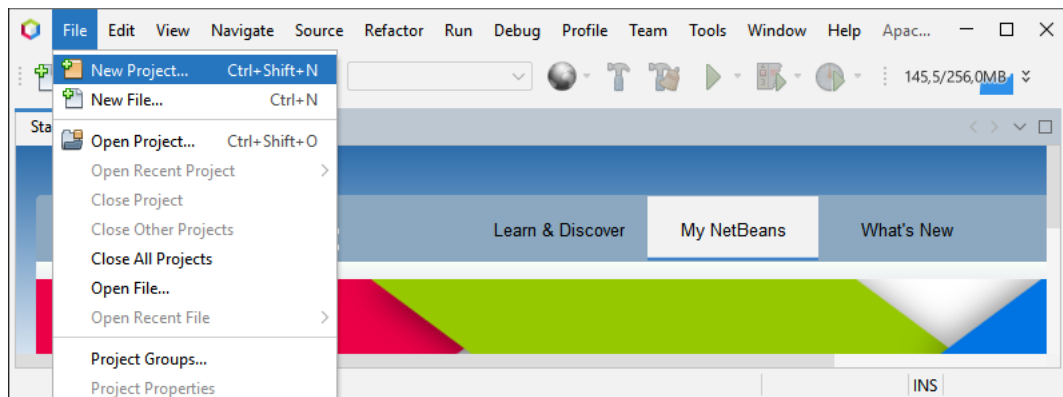 File Edit View Navigate Source Refactor Run Debug Profile Team Tools Window Help Apac...
New Project... Ctrl+Shift+N
145,5/256,0MB
New File... Ctrl+N
Sta
Open Project... Ctrl+Shift+O
Open Recent Project
Close Project
Close Other Projects
Learn & Discover My NetBeans What's New
Close All Projects
Open File...
Open Recent File
Project Groups...
Project Properties
INS